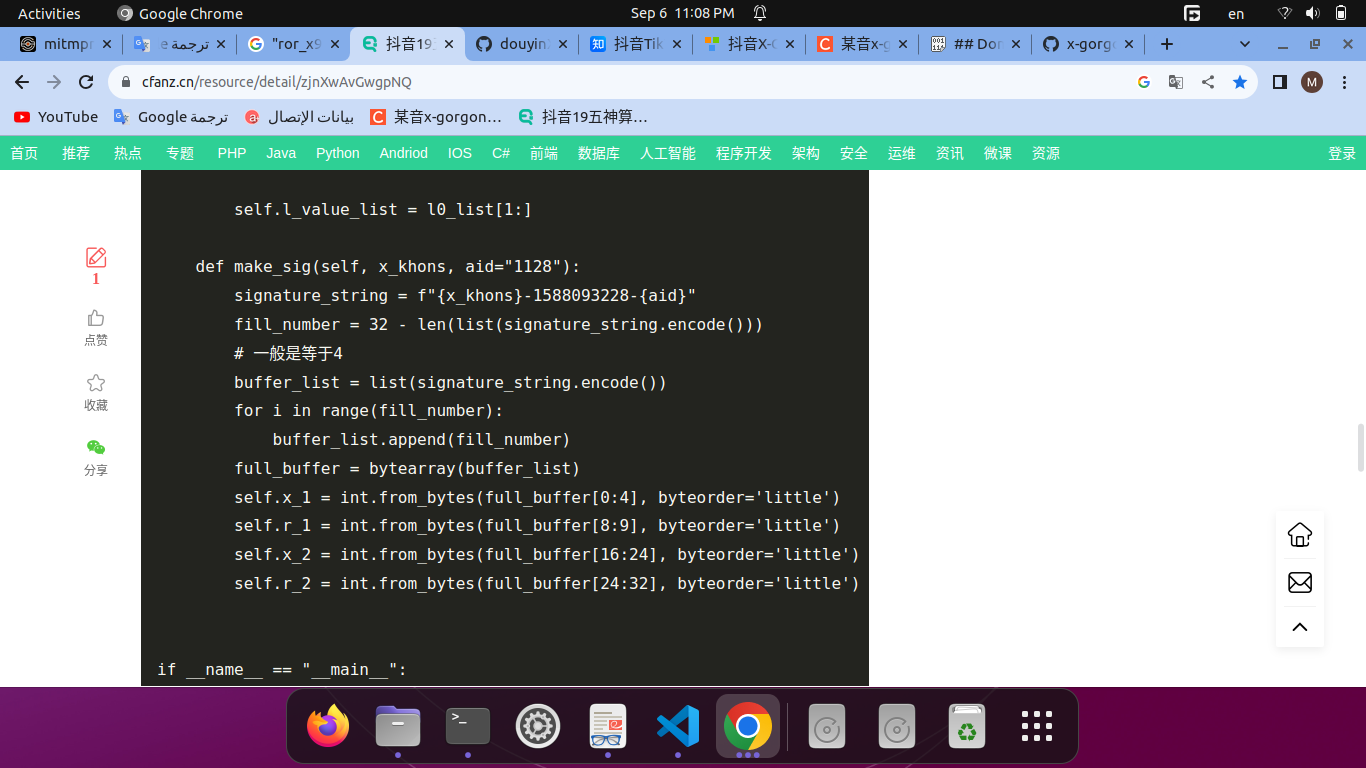 Activities Google Chrome Sep 6 11:08 PM en
mitmpr ترجمة e "ror_x9 抖音19 douyin 抖音Tik 抖音X- 某音x-g ## Dor x-gorg
cfanz.cn/resource/detail/zjnXwAvGwgpNQ M
YouTube ترجمة Google بيانات الإتصال 某音x-gorgon… 抖音19五神算…
首页 推荐 热点 专题 PHP Java Python Andriod IOS C# 前端 数据库 人工智能 程序开发 架构 安全 运维 资讯 微课 资源 登录
        self.l_value_list = l0_list[1:]
    def make_sig(self, x_khons, aid="1128"):
        signature_string = f"{x_khons}-1588093228-{aid}"
        fill_number = 32 - len(list(signature_string.encode()))
        # 一般是等于4
        buffer_list = list(signature_string.encode())
        for i in range(fill_number):
            buffer_list.append(fill_number)
        full_buffer = bytearray(buffer_list)
        self.x_1 = int.from_bytes(full_buffer[0:4], byteorder='little')
        self.r_1 = int.from_bytes(full_buffer[8:9], byteorder='little')
        self.x_2 = int.from_bytes(full_buffer[16:24], byteorder='little')
        self.r_2 = int.from_bytes(full_buffer[24:32], byteorder='little')
if __name__ == "__main__":
1
点赞
收藏
分享